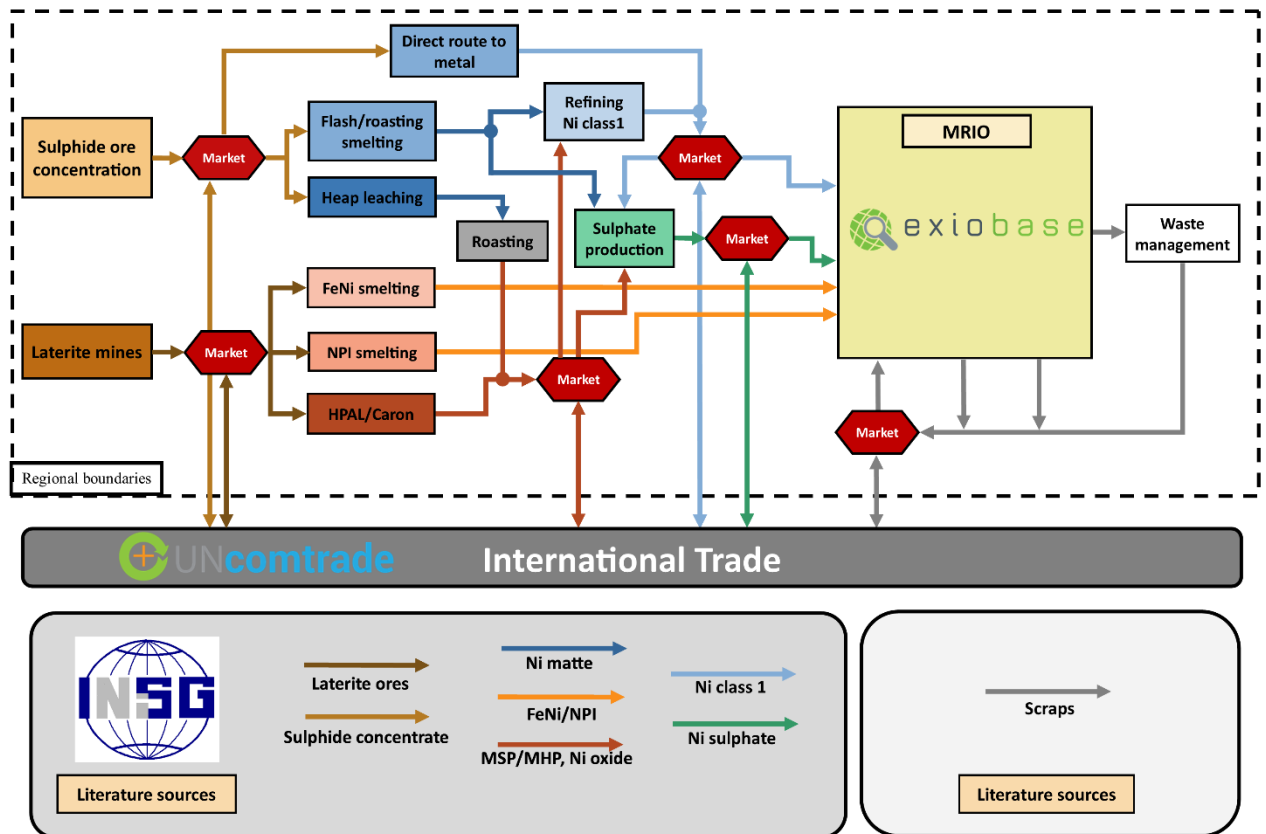 Direct route to
metal
Sulphide ore
concentration
Market
Flash/roasting
smelting
Refining
Ni class1
Market
MRIO
exiobase
Heap leaching
Roasting
Sulphate
production
Market
Waste
management
FeNi smelting
Laterite mines
Market
NPI smelting
Market
HPAL/Caron
Market
Regional boundaries
UNcomtrade
International Trade
INSG
Literature sources
Laterite ores
Sulphide concentrate
Ni matte
FeNi/NPI
MSP/MHP, Ni oxide
Ni class 1
Ni sulphate
Scraps
Literature sources